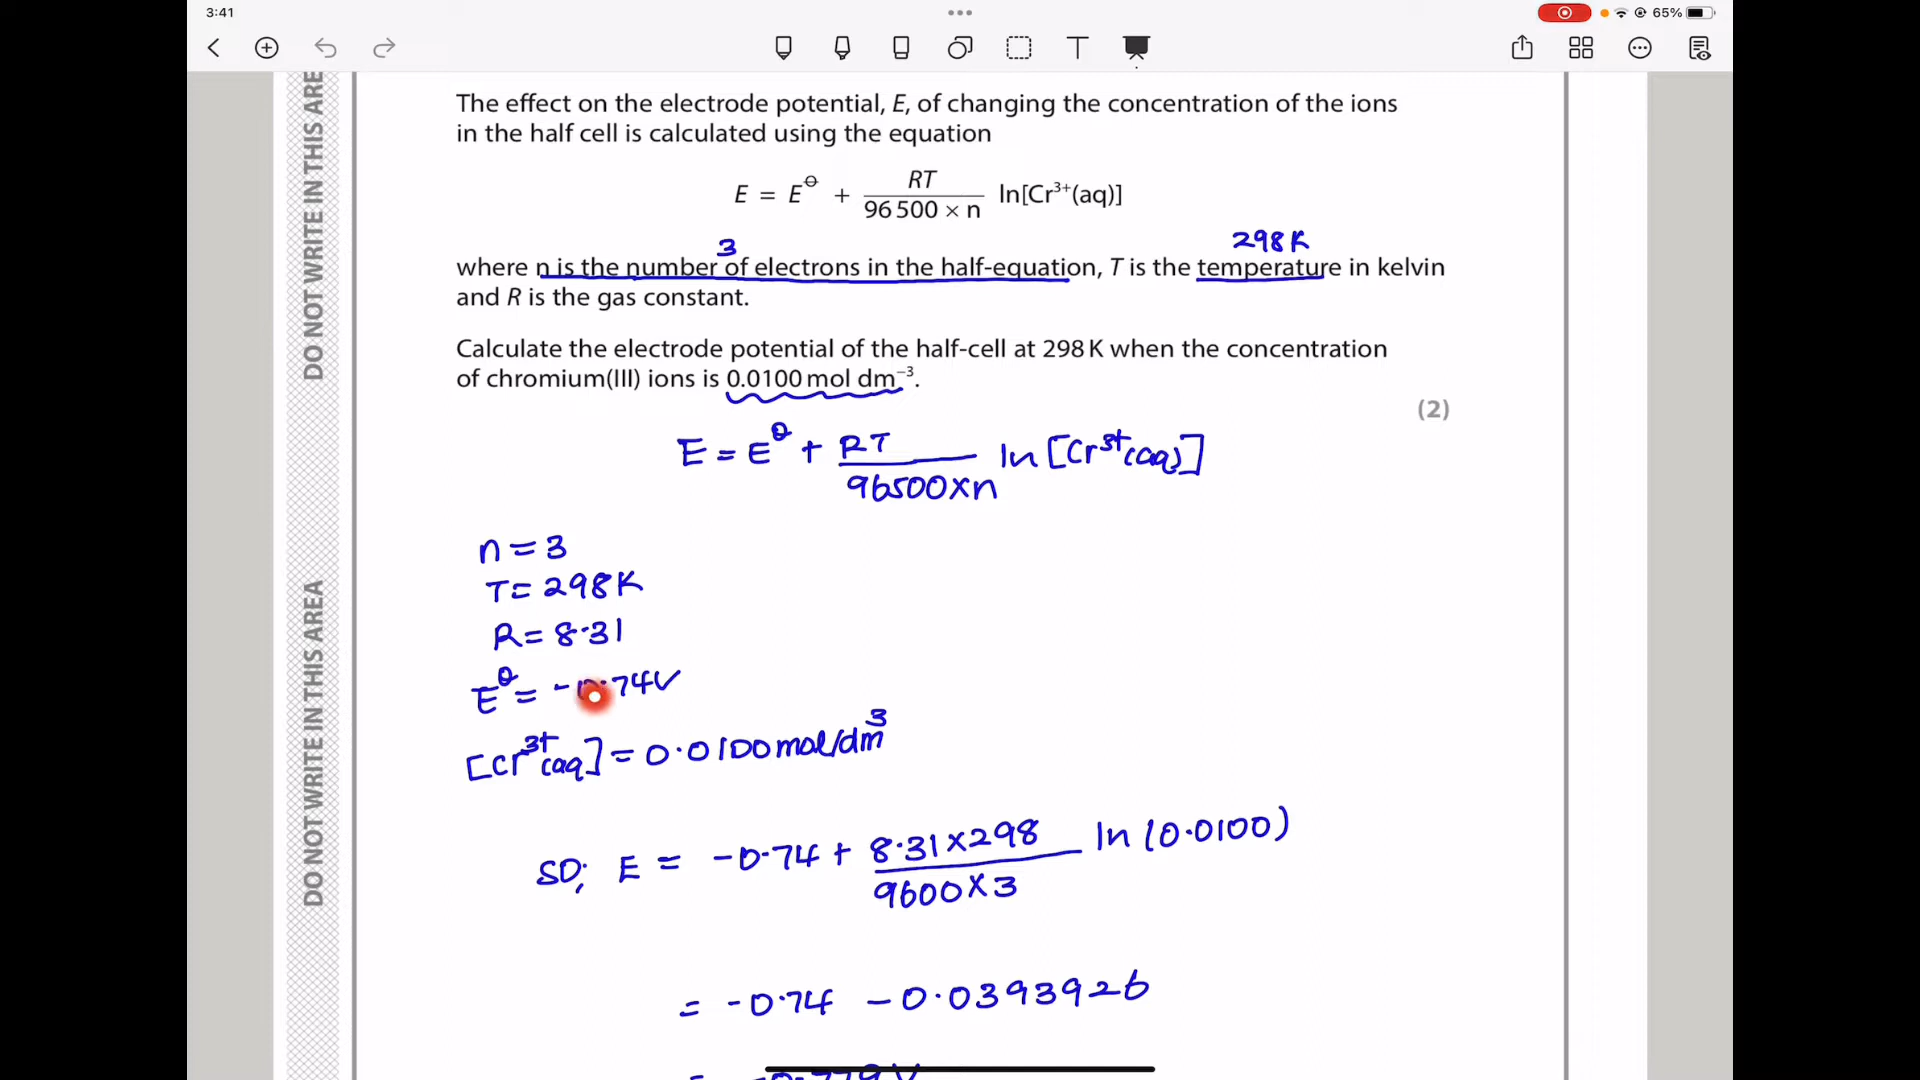 3:41
65%
The effect on the electrode potential, E, of changing the concentration of the ions
in the half cell is calculated using the equation
E = E⦵ + RT / 96 500 × n ln[Cr³⁺(aq)]
3
298K
where n is the number of electrons in the half-equation, T is the temperature in kelvin
and R is the gas constant.
Calculate the electrode potential of the half-cell at 298 K when the concentration
of chromium(III) ions is 0.0100 mol dm⁻³.
(2)
E = E⦵ + RT / 96500×n ln [Cr³⁺(aq)]
n = 3
T = 298K
R = 8.31
E⦵ = -0.74V
[Cr³⁺(aq)] = 0.0100mol/dm³
SO; E = -0.74 + 8.31×298 / 9600×3 ln (0.0100)
= -0.74 - 0.0393926
= -0.779V
DO NOT WRITE IN THIS ARE
DO NOT WRITE IN THIS AREA